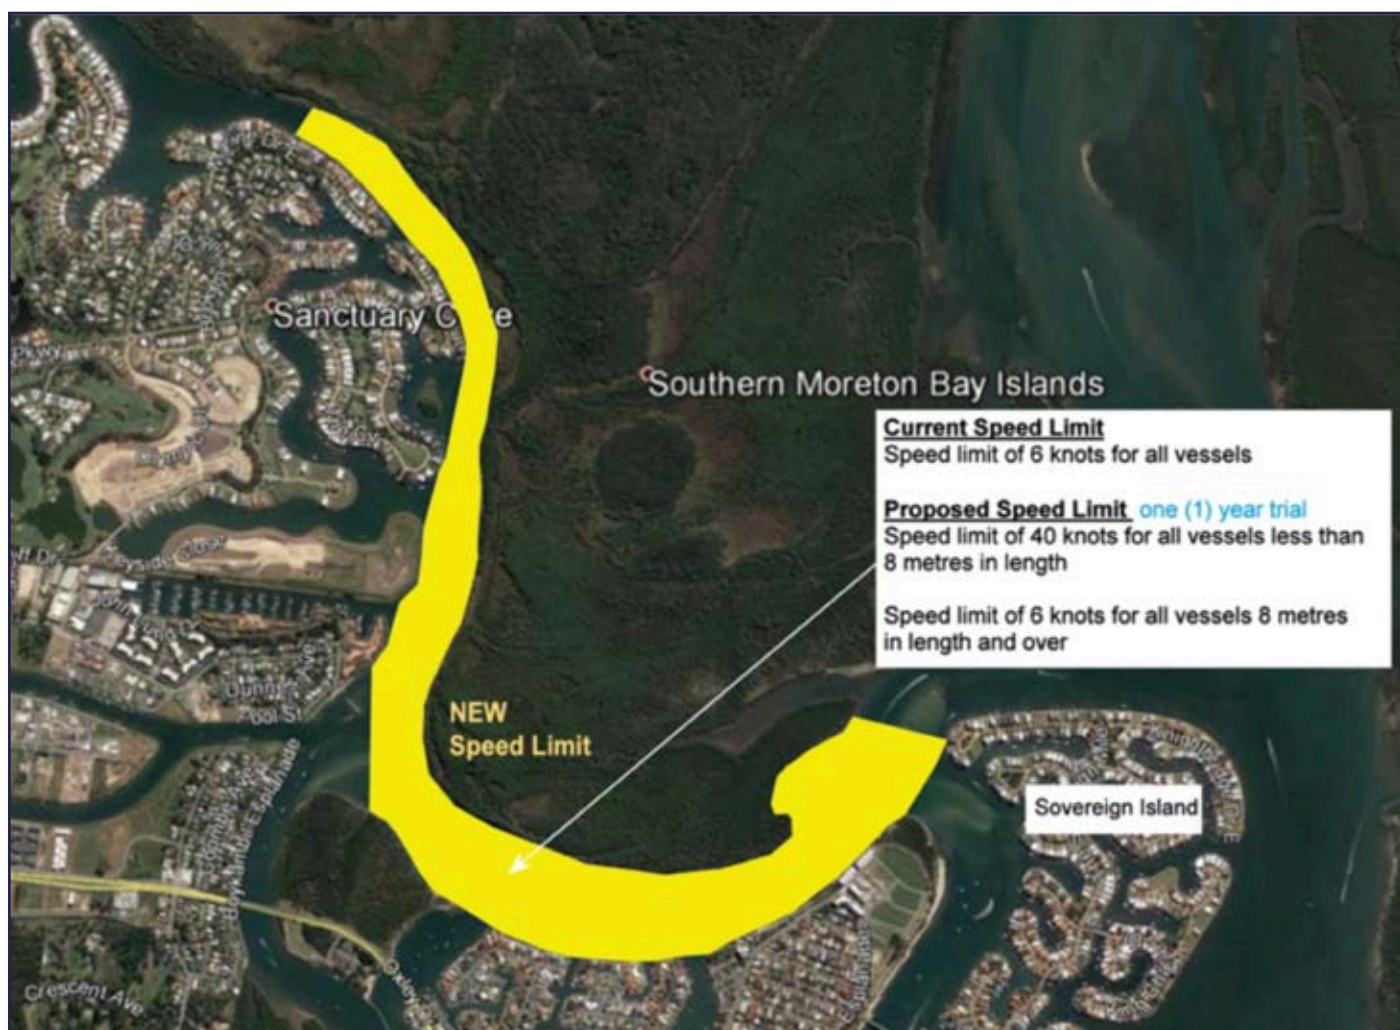 Sanctuary C
Southern Moreton Bay Islands
Current Speed Limit
Speed limit of 6 knots for all vessels
Proposed Speed Limit one (1) year trial
Speed limit of 40 knots for all vessels less than
8 metres in length
Speed limit of 6 knots for all vessels 8 metres
in length and over
NEW
Speed Limit
Sovereign Island
Crescent Ave